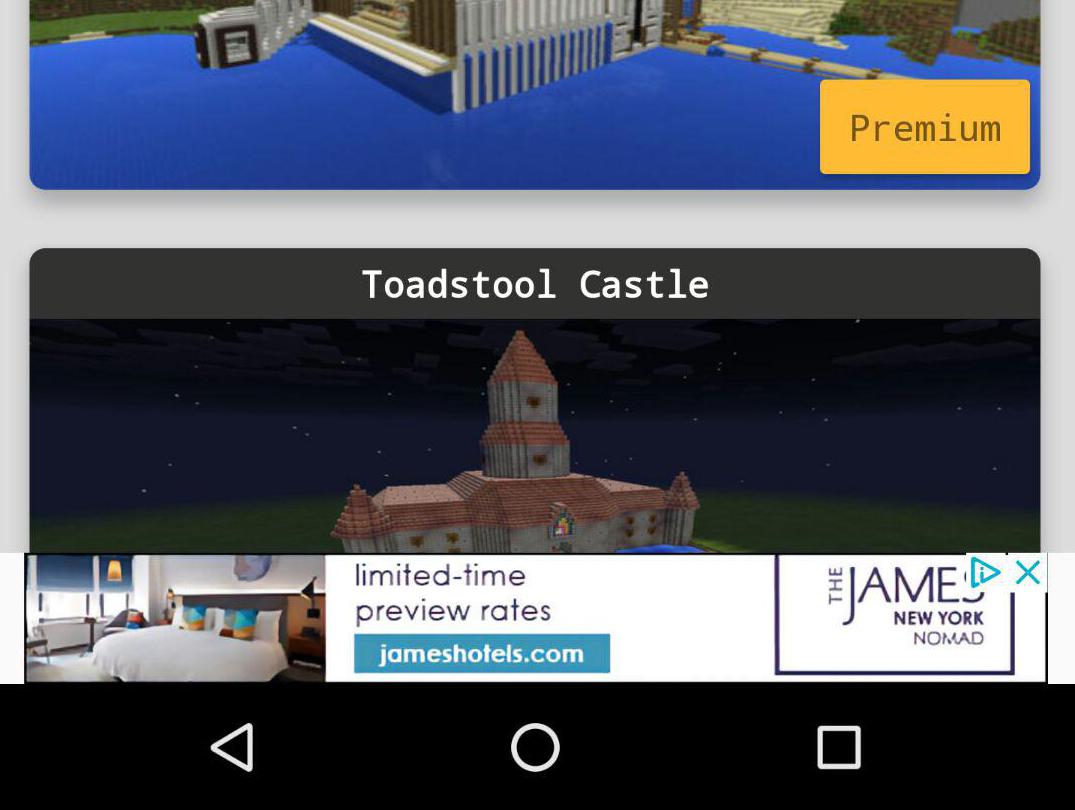 Premium
Toadstool Castle
limited-time
preview rates
jameshotels.com
THE JAMES
NEW YORK
NOMAD